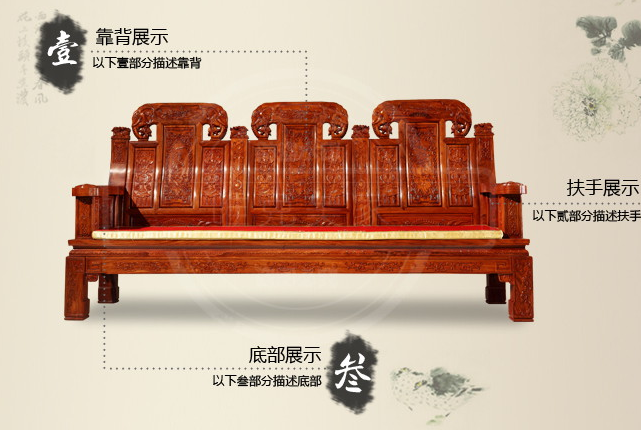 壹
靠背展示
以下壹部分描述靠背
扶手展示
以下贰部分描述扶手
底部展示
以下叁部分描述底部
叁